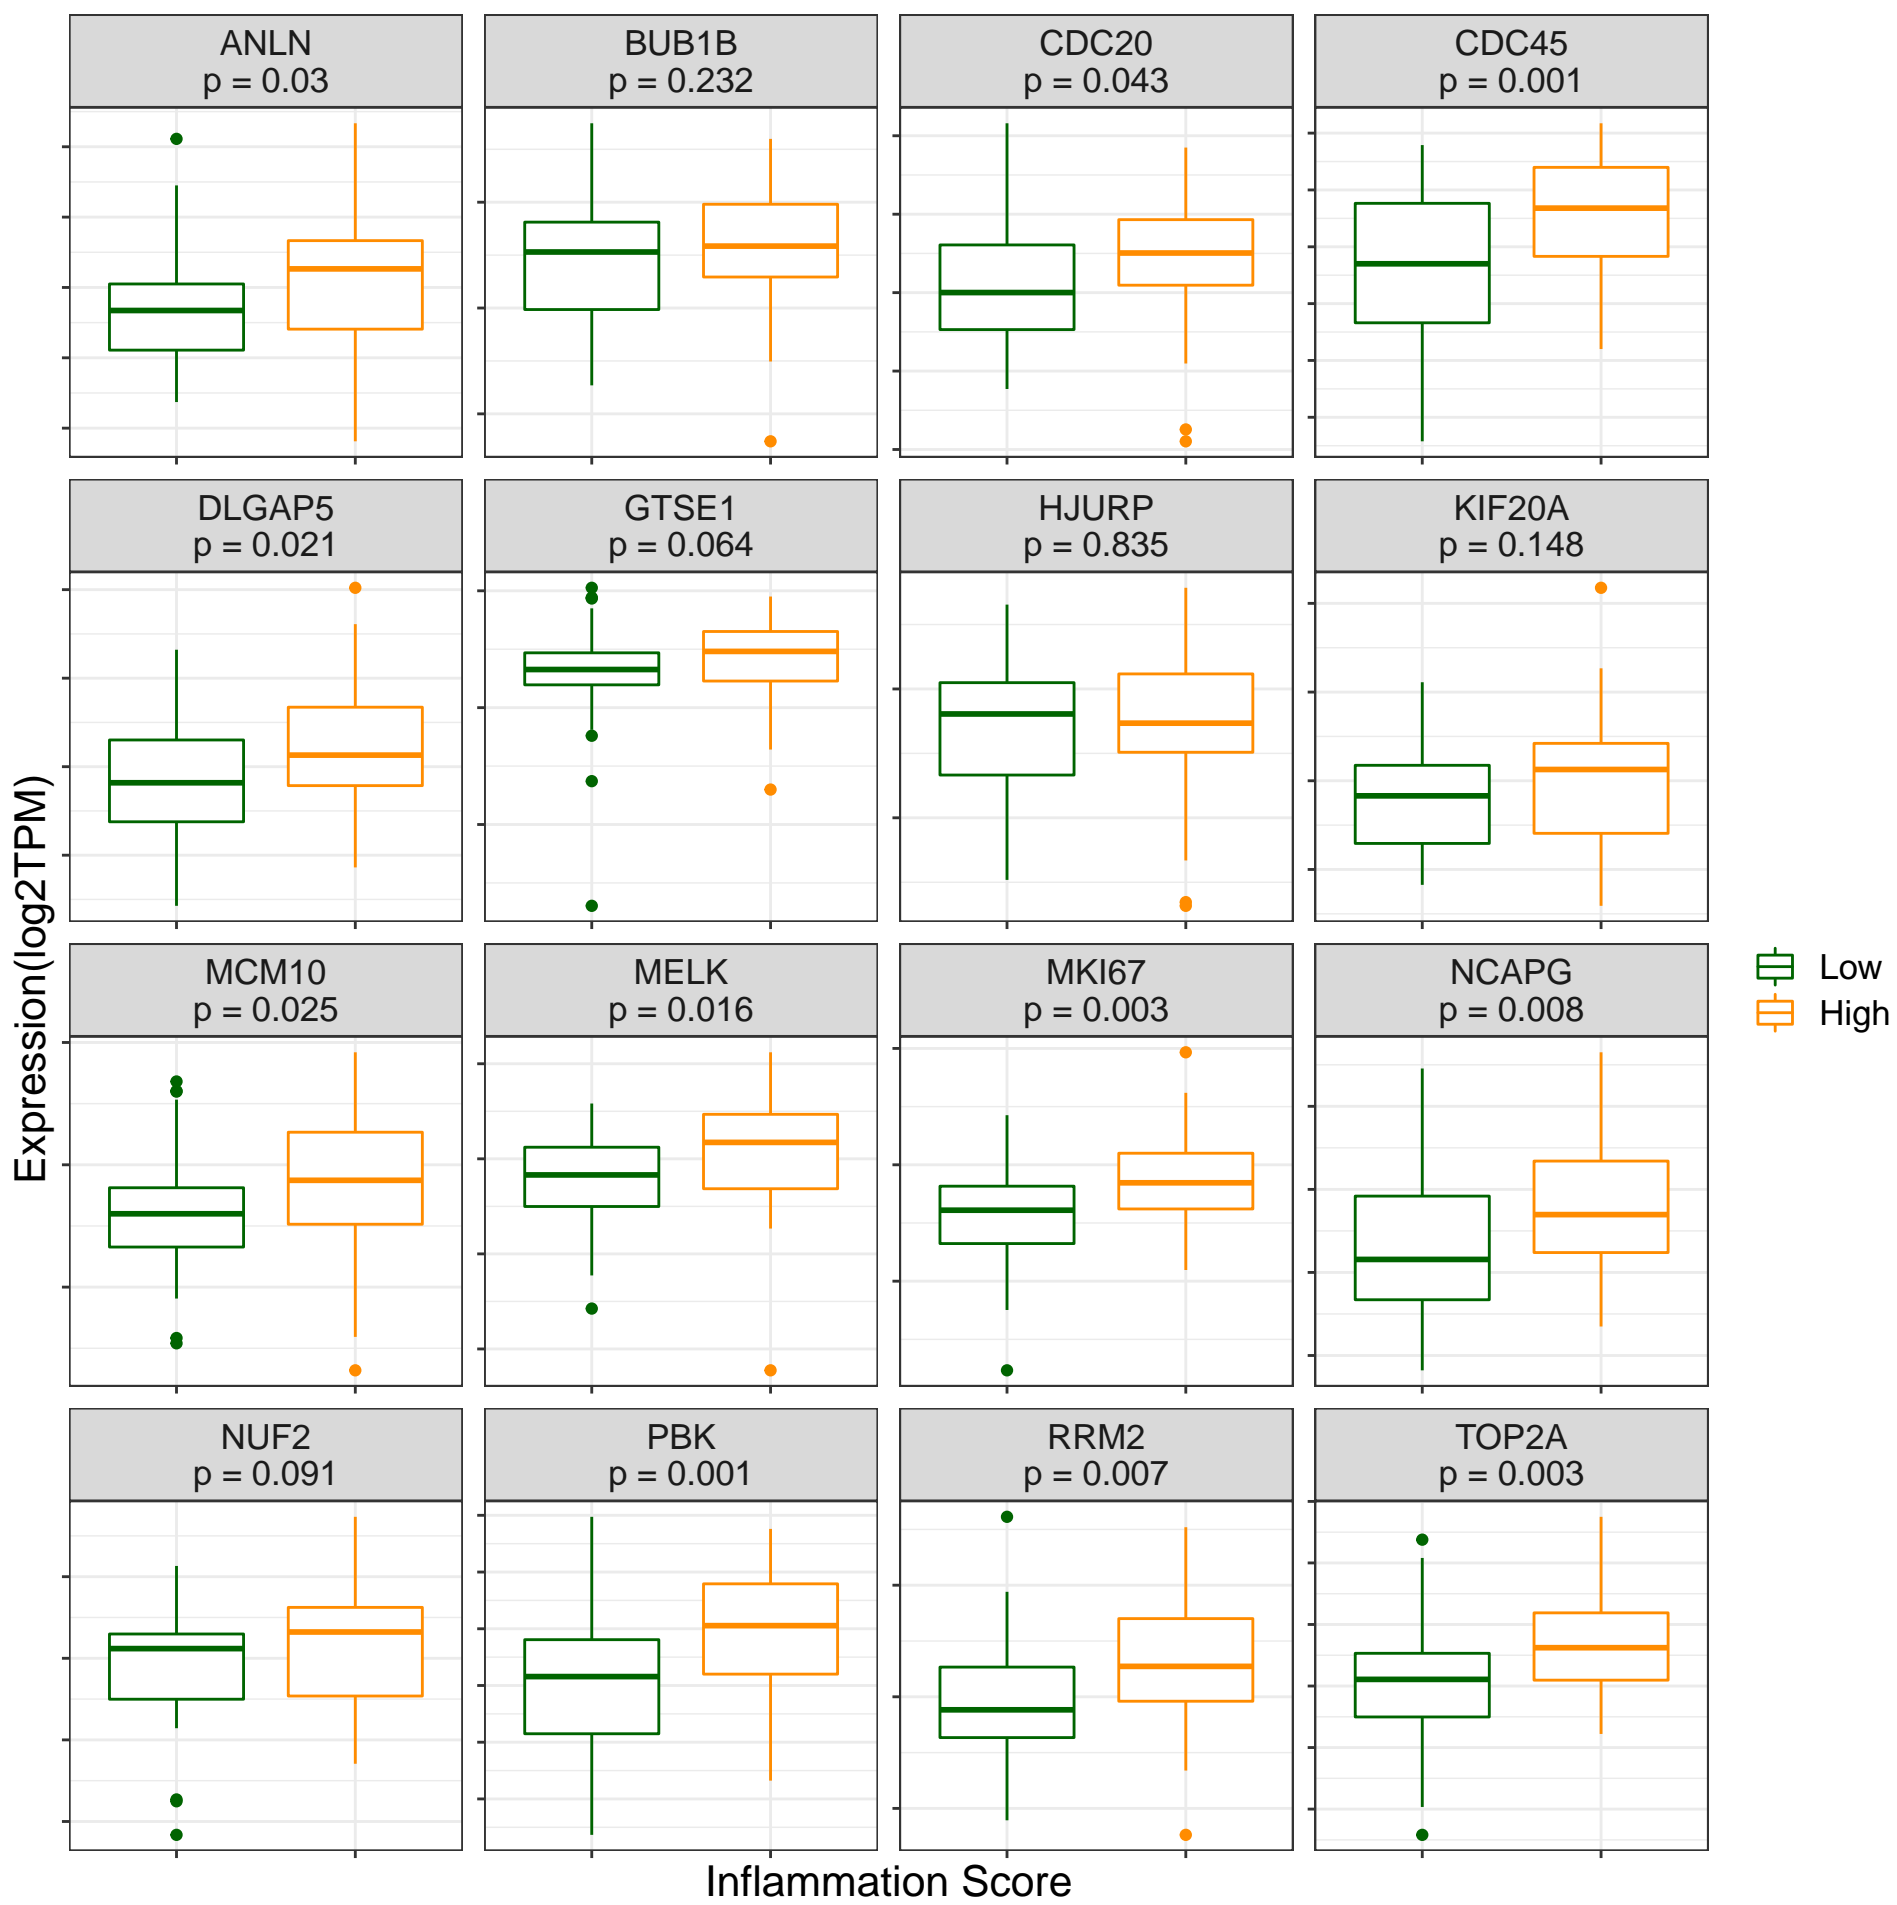 ANLN
p = 0.03
BUB1B
p = 0.232
CDC20
p = 0.043
CDC45
p = 0.001
DLGAP5
p = 0.021
GTSE1
p = 0.064
HJURP
p = 0.835
KIF20A
p = 0.148
MCM10
p = 0.025
MELK
p = 0.016
MKI67
p = 0.003
NCAPG
p = 0.008
NUF2
p = 0.091
PBK
p = 0.001
RRM2
p = 0.007
TOP2A
p = 0.003
Expression(log2TPM)
Inflammation Score
Low
High